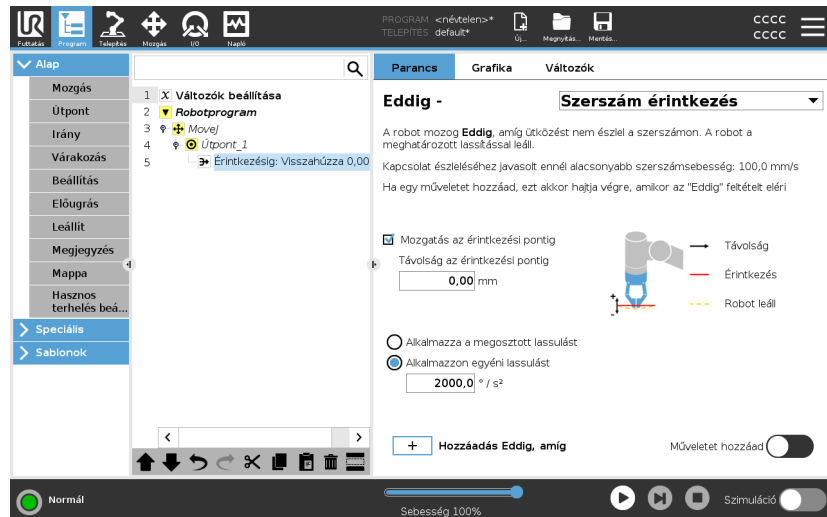 PROGRAM <névtelen>*
TELEPÍTÉS default*
cccc
cccc
Futtatás Program Telepítés Mozgás I/O Napló
Új... Megnyitás... Mentés...
Alap
Mozgás
Útpont
Irány
Várakozás
Beállítás
Előugrás
Leállít
Megjegyzés
Mappa
Hasznos
terhelés beá...
Speciális
Sablonok
1 X Változók beállítása
2 Robotprogram
3 MoveJ
4 Útpont_1
5 Érintkezésig: Visszahúzza 0,00
Parancs Grafika Változók
Eddig - Szerszám érintkezés
A robot mozog Eddig, amíg ütközést nem észlel a szerszámon. A robot a
meghatározott lassítással leáll.
Kapcsolat észleléséhez javasolt ennél alacsonyabb szerszámsebesség: 100,0 mm/s
Ha egy műveletet hozzáad, ezt akkor hajtja végre, amikor az "Eddig" feltételt eléri
Mozgatás az érintkezési pontig
Távolság az érintkezési pontig
0,00 mm
Távolság
Érintkezés
Robot leáll
+
-
Alkalmazza a megosztott lassulást
Alkalmazzon egyéni lassulást
2000,0 ° / s²
+ Hozzáadás Eddig, amíg
Műveletet hozzáad
Normál
Sebesség 100%
Szimuláció